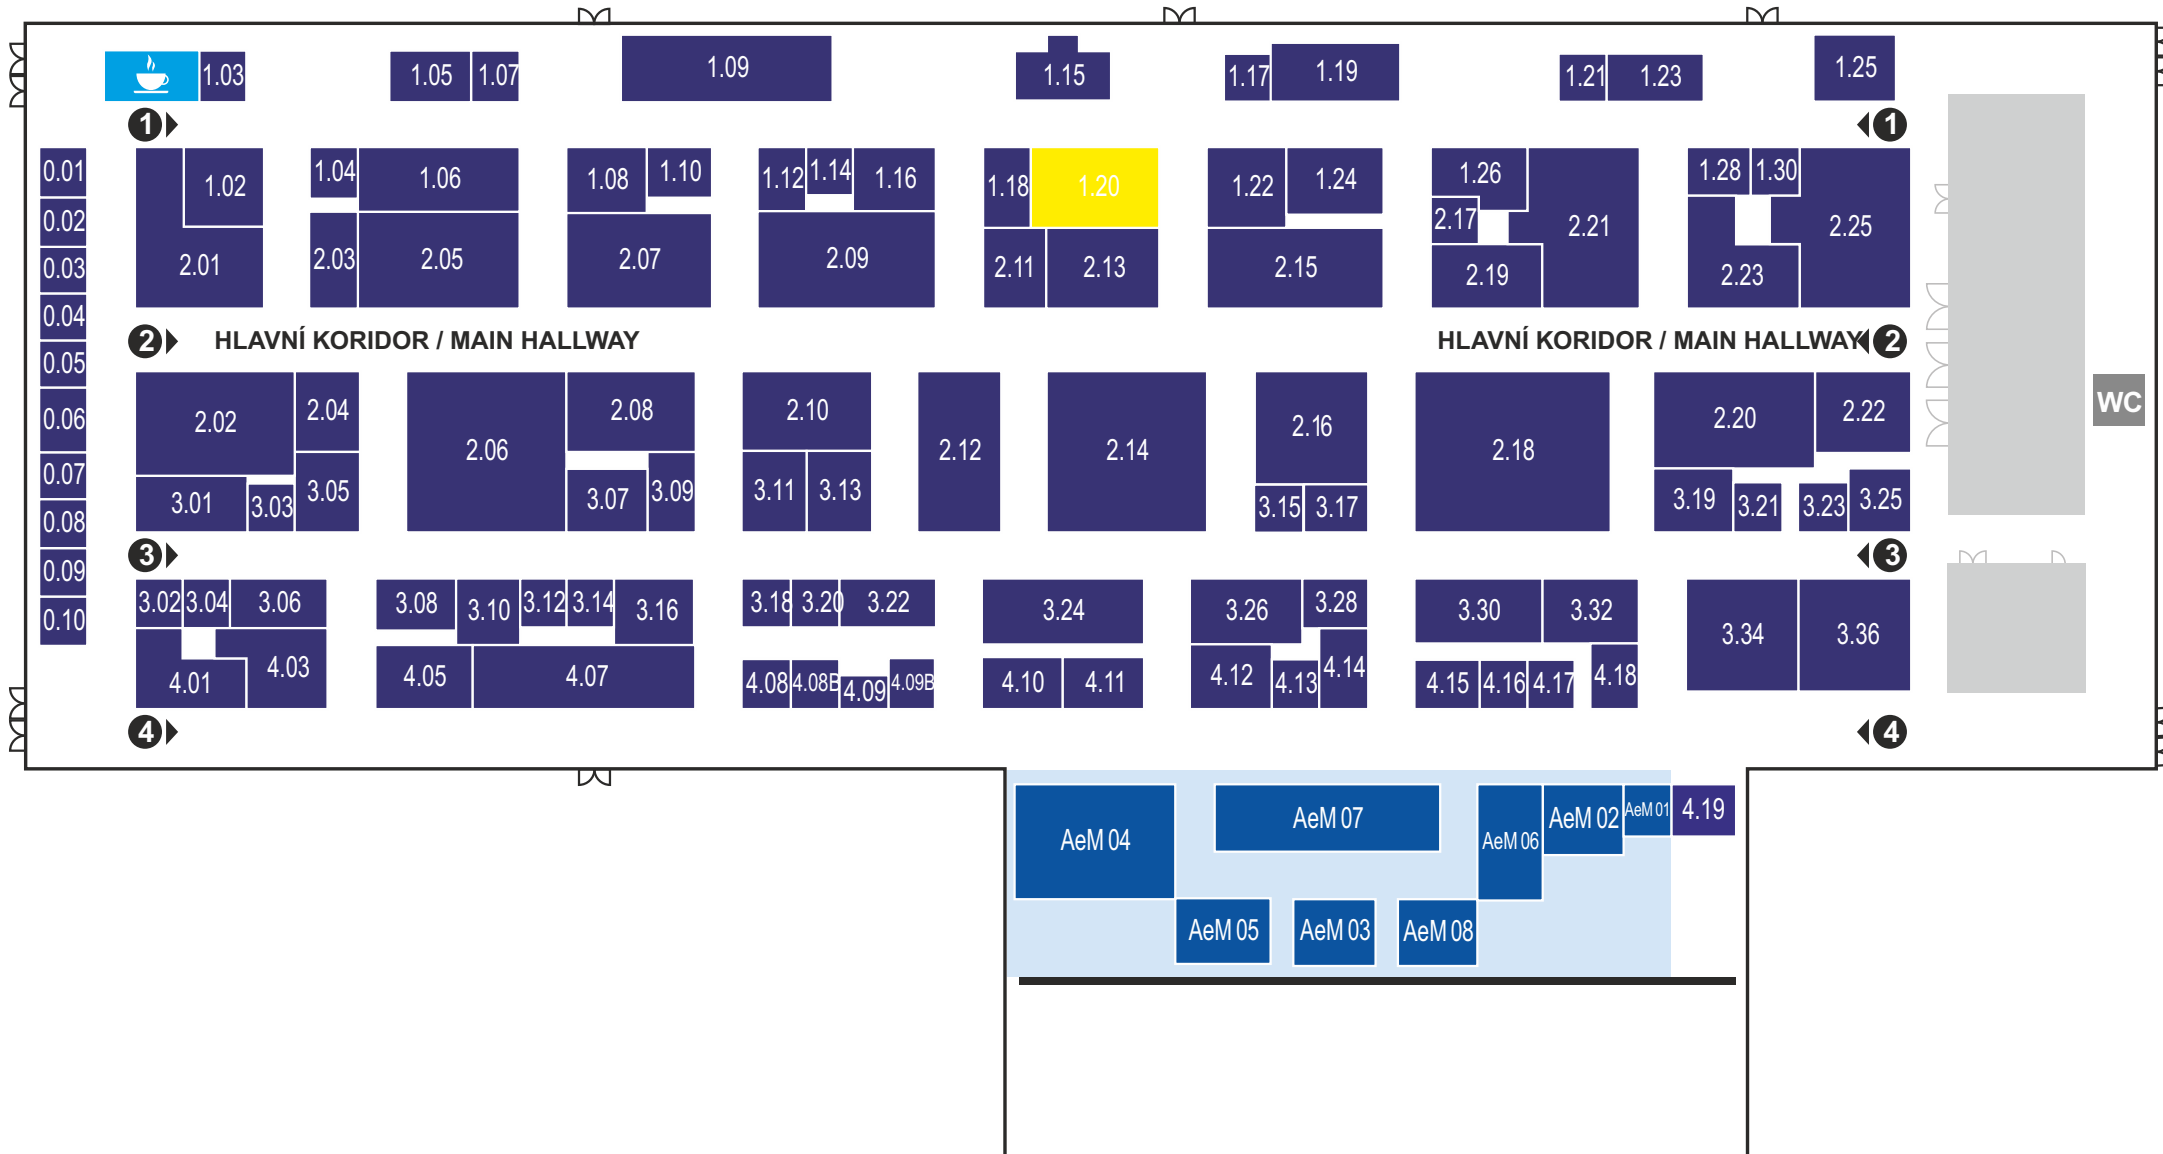 1.03 1.05 1.07 1.09 1.15 1.17 1.19 1.21 1.23 1.25
1 1
0.01 1.02 1.04 1.06 1.08 1.10 1.12 1.14 1.16 1.18 1.20 1.22 1.24 1.26 1.28 1.30
0.02 2.17 2.21 2.25
0.03 2.01 2.03 2.05 2.07 2.09 2.11 2.13 2.15 2.19 2.23
0.04
2 HLAVNÍ KORIDOR / MAIN HALLWAY HLAVNÍ KORIDOR / MAIN HALLWAY 2
0.05
0.06 2.02 2.04 2.06 2.08 2.10 2.12 2.14 2.16 2.18 2.20 2.22 WC
0.07
0.08 3.01 3.03 3.05 3.07 3.09 3.11 3.13 3.15 3.17 3.19 3.21 3.23 3.25
3 3
0.09
0.10 3.02 3.04 3.06 3.08 3.10 3.12 3.14 3.16 3.18 3.20 3.22 3.24 3.26 3.28 3.30 3.32 3.34 3.36
4.01 4.03 4.05 4.07 4.08 4.08B 4.09 4.09B 4.10 4.11 4.12 4.13 4.14 4.15 4.16 4.17 4.18
4 4
AeM 04 AeM 07 AeM 06 AeM 02 AeM 01 4.19
AeM 05 AeM 03 AeM 08